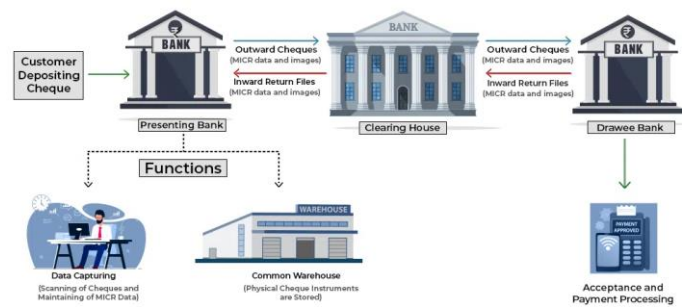 Customer
Depositing
Cheque
BANK
Presenting Bank
Outward Cheques
(MICR data and images)
Inward Return Files
(MICR data and images)
BANK
Clearing House
Outward Cheques
(MICR data and images)
Inward Return Files
(MICR data and images)
BANK
Drawee Bank
Functions
Data Capturing
(Scanning of Cheques and
Maintaining of MICR Data)
WAREHOUSE
Common Warehouse
(Physical Cheque Instruments
are Stored)
PAYMENT
APPROVED
Acceptance and
Payment Processing